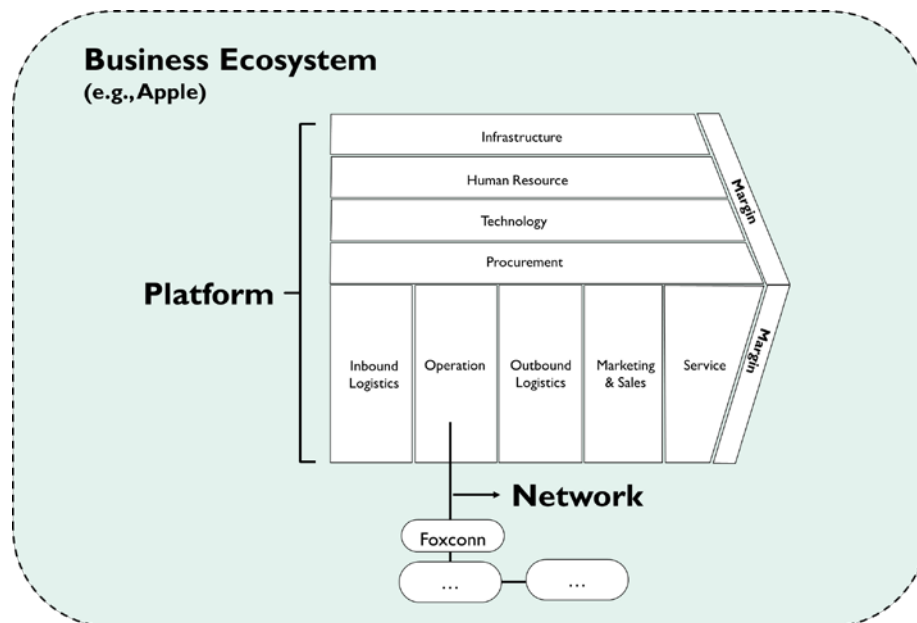 Business Ecosystem
(e.g., Apple)
Infrastructure
Human Resource
Technology
Procurement
Margin
Platform
Inbound
Logistics
Operation
Outbound
Logistics
Marketing
& Sales
Service
Margin
Network
Foxconn
...
...